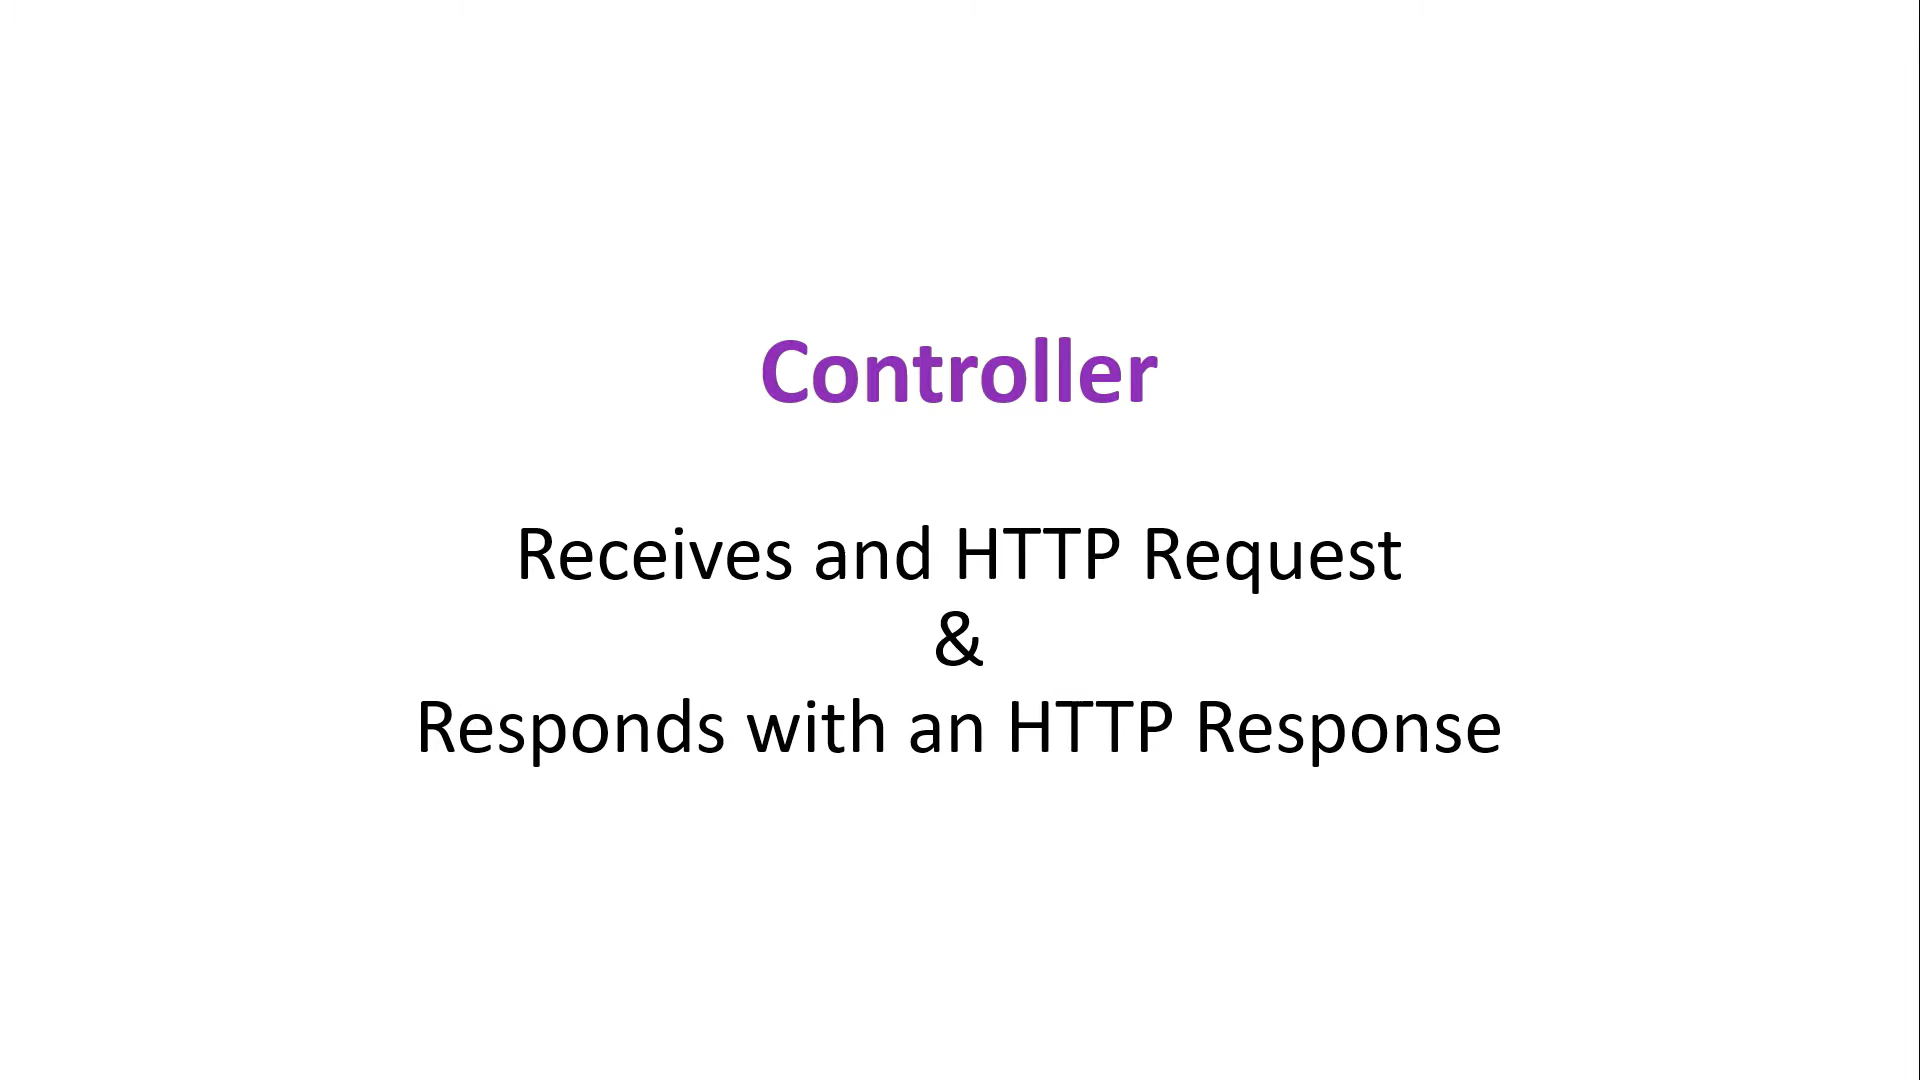 Controller
Receives and HTTP Request
&
Responds with an HTTP Response